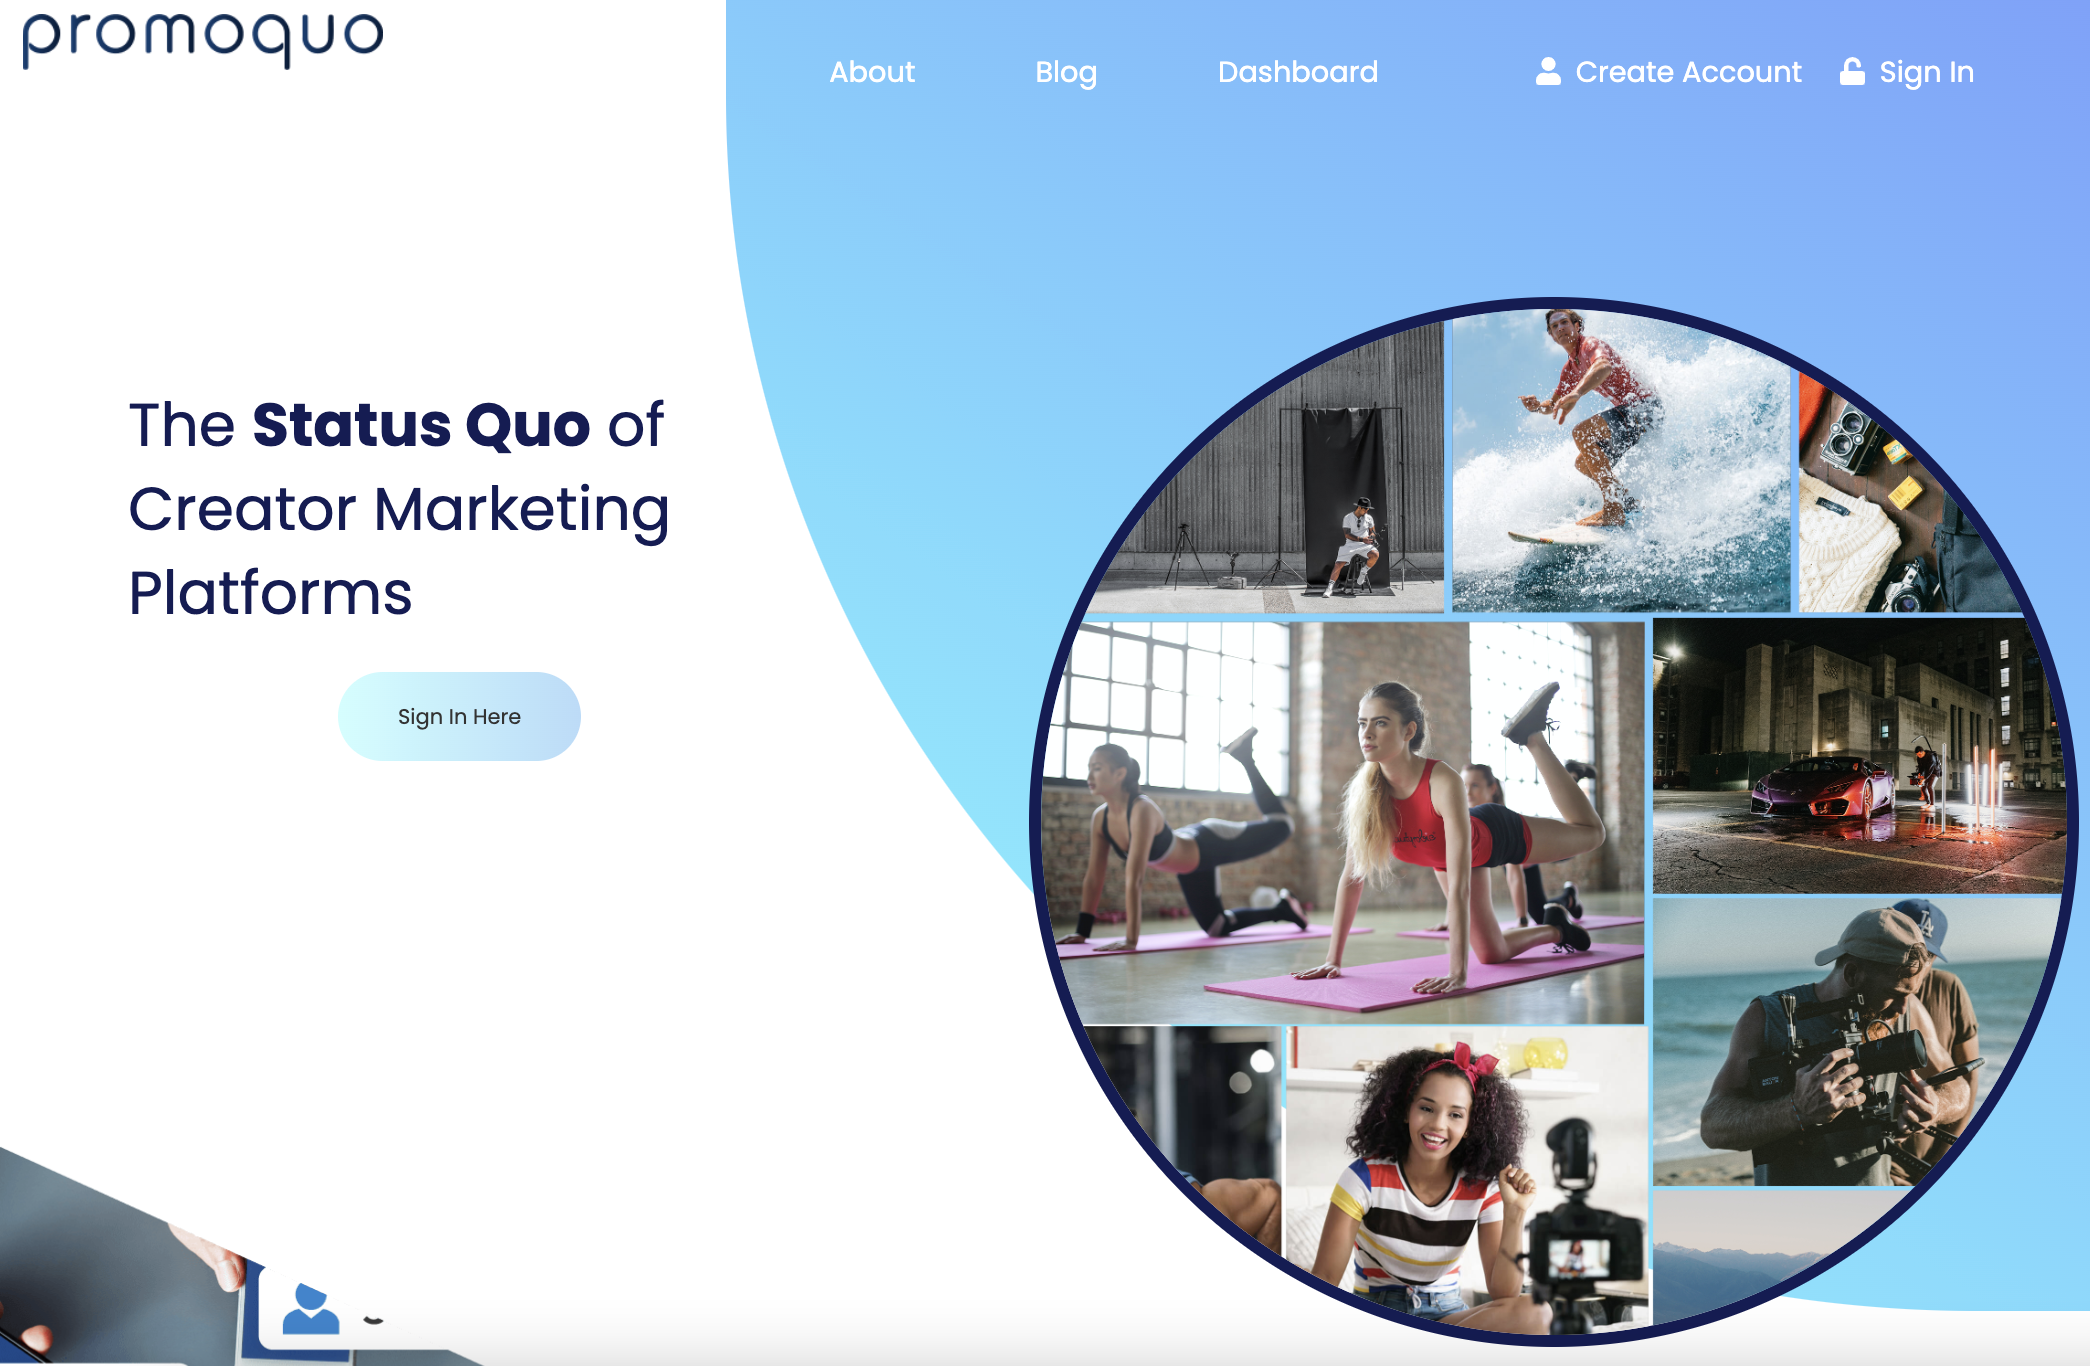 promoquo
About
Blog
Dashboard
Create Account
Sign In
The Status Quo of
Creator Marketing
Platforms
Sign In Here